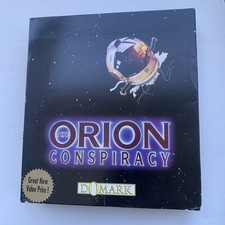 THE
ORION
CONSPIRACY
Great New
Value Price!
DOMARK